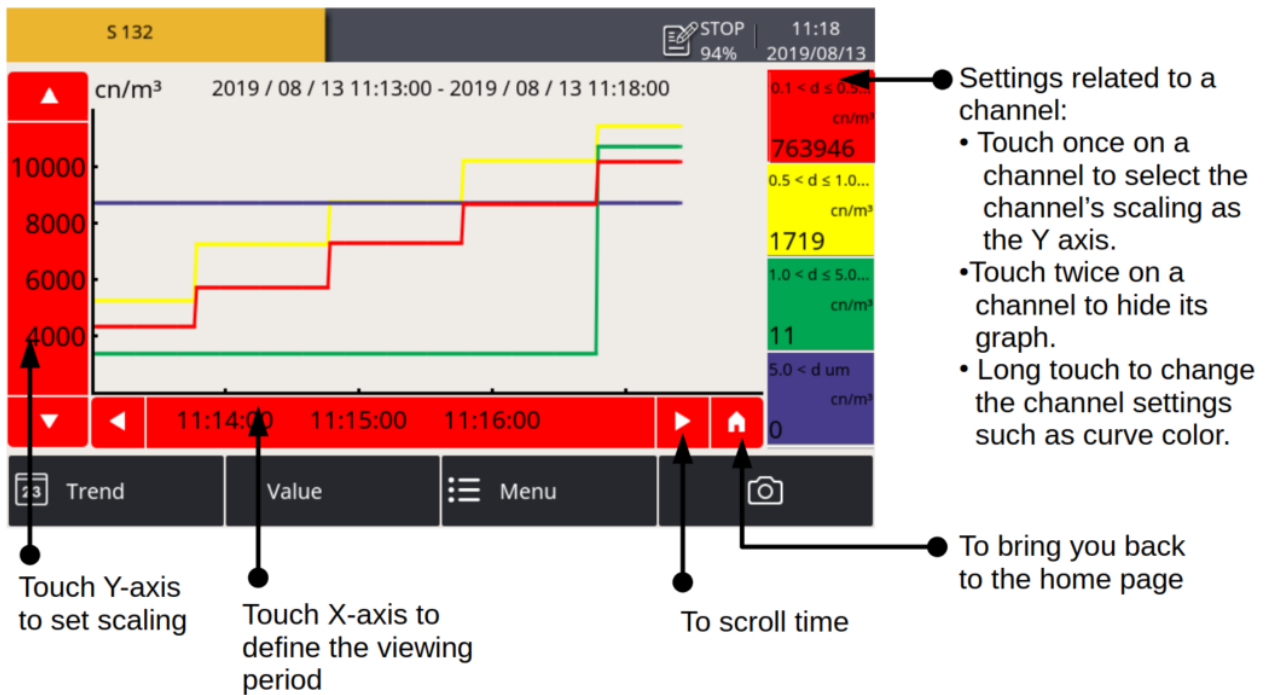 S 132
STOP
94%
11:18
2019/08/13
cn/m³
2019 / 08 / 13 11:13:00 - 2019 / 08 / 13 11:18:00
10000
8000
6000
4000
11:14:00
11:15:00
11:16:00
0.1 < d ≤ 0.5...
cn/m³
763946
0.5 < d ≤ 1.0...
cn/m³
1719
1.0 < d ≤ 5.0...
cn/m³
11
5.0 < d um
cn/m³
0
23 Trend
Value
Menu
Settings related to a
channel:
• Touch once on a
channel to select the
channel’s scaling as
the Y axis.
•Touch twice on a
channel to hide its
graph.
• Long touch to change
the channel settings
such as curve color.
To bring you back
to the home page
Touch Y-axis
to set scaling
Touch X-axis to
define the viewing
period
To scroll time